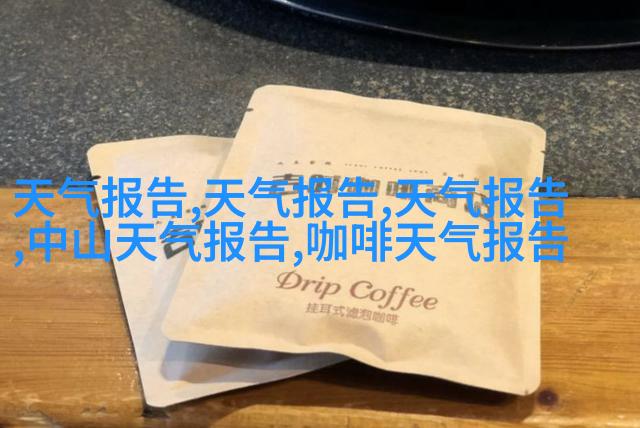 天气报告,天气报告,天气报告
,中山天气报告,咖啡天气报告
Drip Coffee
挂耳式滤泡咖啡